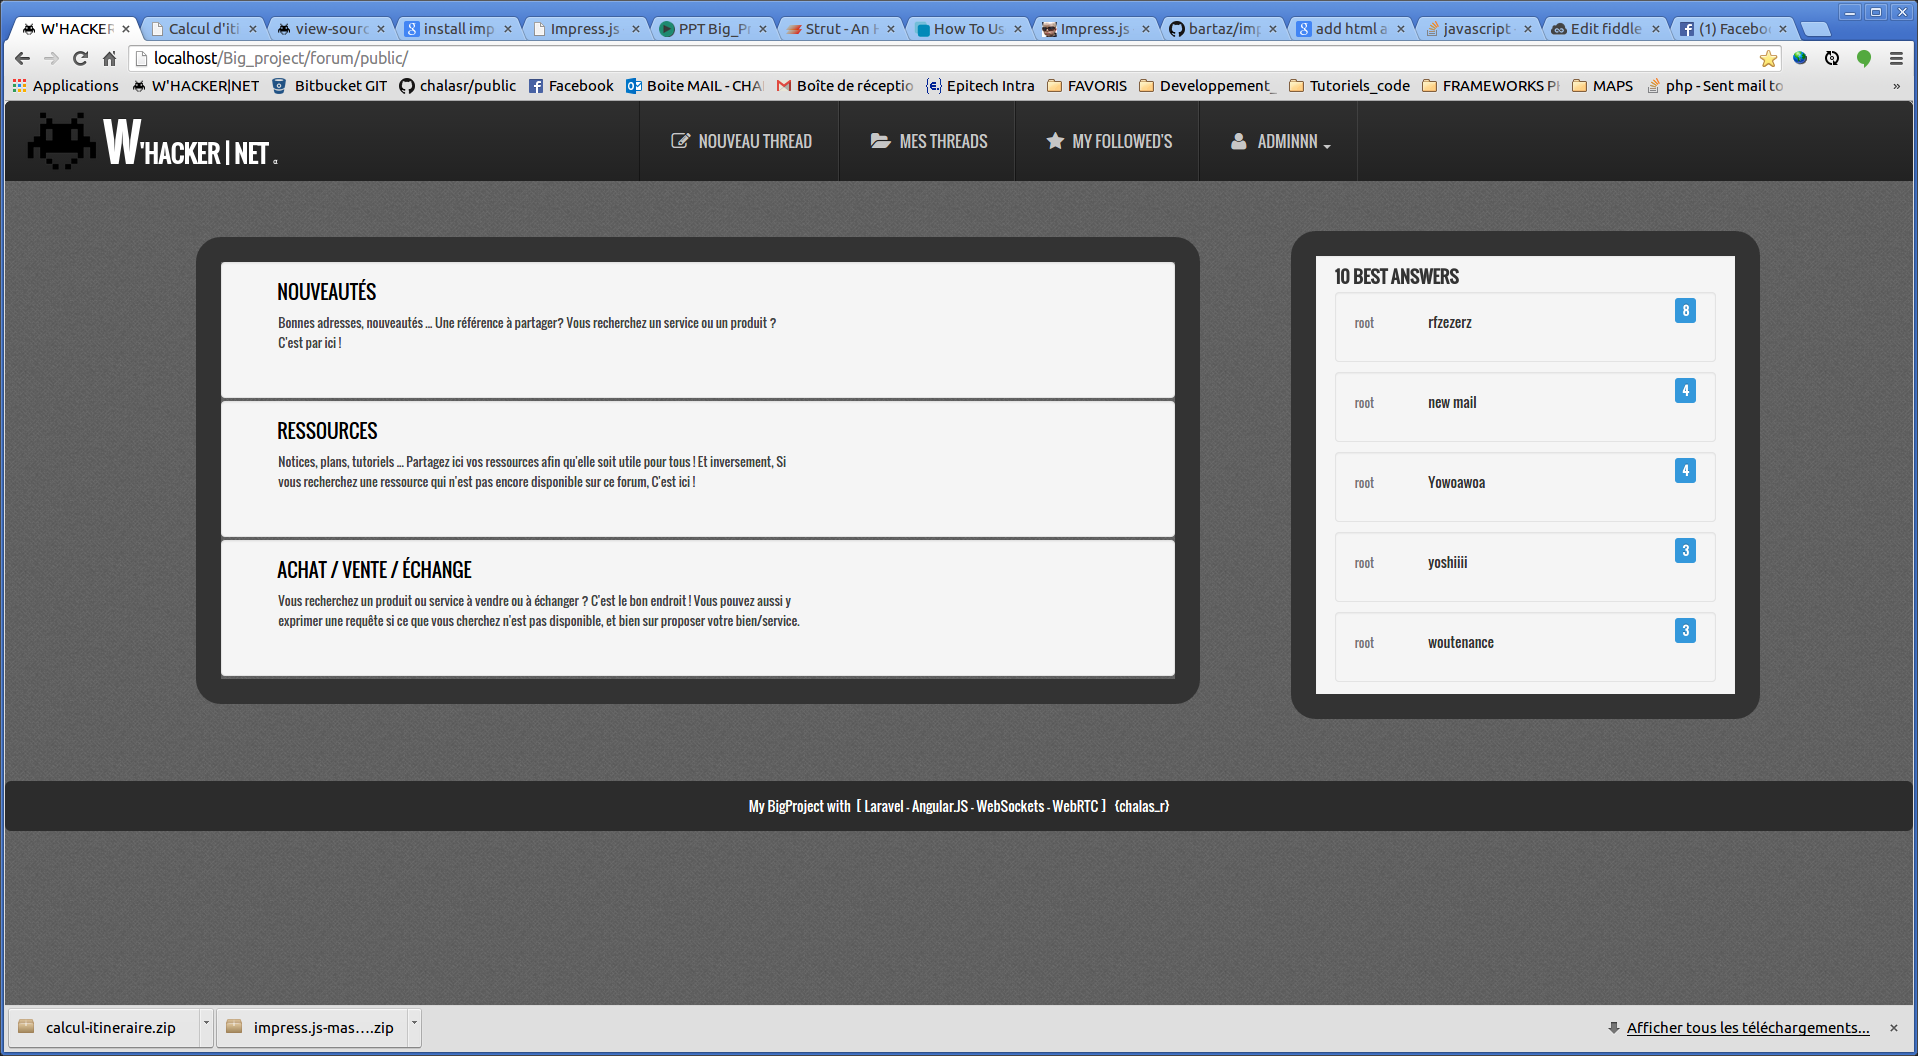 W'HACKER
Calcul d'iti
view-sourc
install imp
Impress.js
PPT Big_Pr
Strut - An H
How To Us
Impress.js
bartaz/imp
add html a
javascript -
Edit fiddle
(1) Facebo
localhost/Big_project/forum/public/
Applications
W'HACKER|NET
Bitbucket GIT
chalasr/public
Facebook
Boite MAIL - CHA
Boîte de réceptio
Epitech Intra
FAVORIS
Developpement_
Tutoriels_code
FRAMEWORKS P
MAPS
php - Sent mail to
»
W'HACKER | NET
NOUVEAU THREAD
MES THREADS
MY FOLLOWED'S
ADMINNN
NOUVEAUTÉS
Bonnes adresses, nouveautés ... Une référence à partager? Vous recherchez un service ou un produit ?
C'est par ici !
RESSOURCES
Notices, plans, tutoriels ... Partagez ici vos ressources afin qu'elle soit utile pour tous ! Et inversement, Si
vous recherchez une ressource qui n'est pas encore disponible sur ce forum, C'est ici !
ACHAT / VENTE / ÉCHANGE
Vous recherchez un produit ou service à vendre ou à échanger ? C'est le bon endroit ! Vous pouvez aussi y
exprimer une requête si ce que vous cherchez n'est pas disponible, et bien sur proposer votre bien/service.
10 BEST ANSWERS
root rfzezerz 8
root new mail 4
root Yowoawoa 4
root yoshiiii 3
root woutenance 3
My BigProject with [ Laravel - Angular.JS - WebSockets - WebRTC ] {chalas_r}
calcul-itineraire.zip
impress.js-mas....zip
Afficher tous les téléchargements...